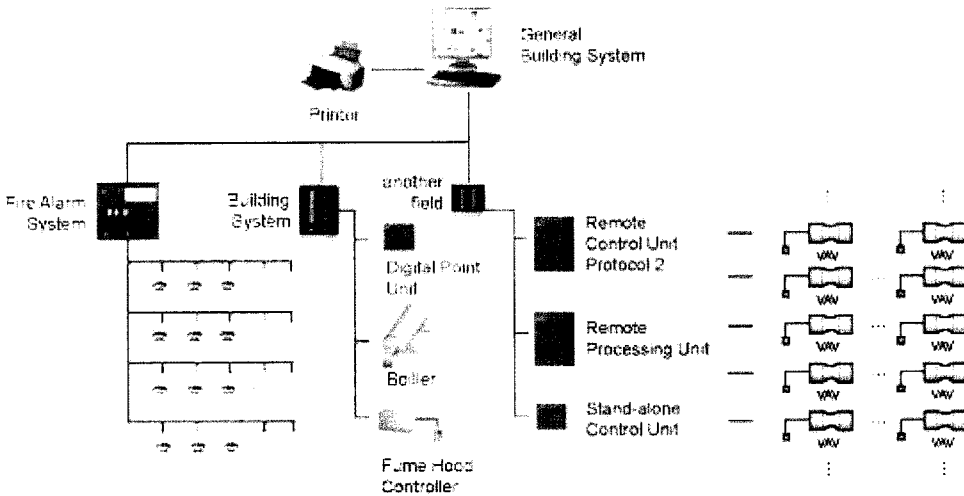 General
Building System
Printer
Fire Alarm
System
Building
System
another
field
Digital Point
Unit
Boiler
Fume Hood
Controller
Remote
Control Unit
Protocol 2
Remote
Processing Unit
Stand-alone
Control Unit
VAV
VAV
VAV
VAV
VAV
VAV
VAV
VAV
VAV
VAV